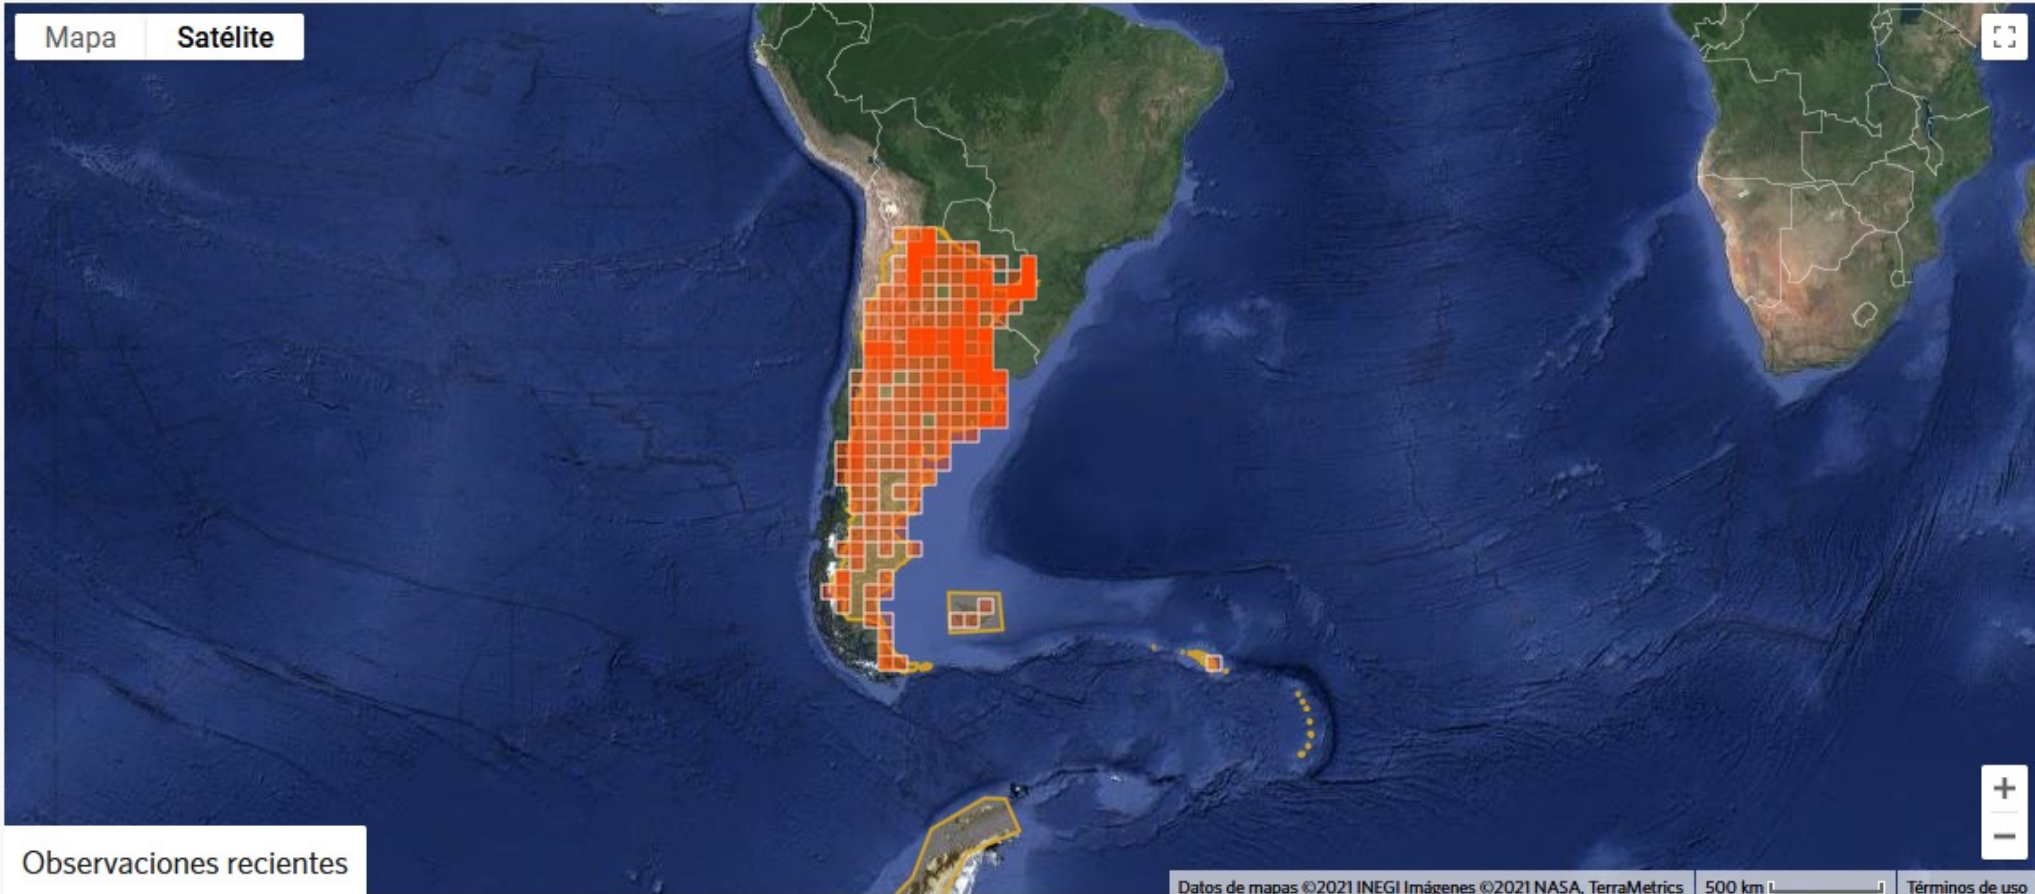 Mapa
Satélite
Observaciones recientes
Datos de mapas ©2021 INEGI Imágenes ©2021 NASA, TerraMetrics
500 km
Términos de uso